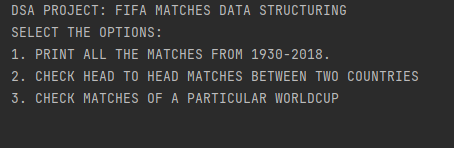 DSA PROJECT: FIFA MATCHES DATA STRUCTURING
SELECT THE OPTIONS:
1. PRINT ALL THE MATCHES FROM 1930-2018.
2. CHECK HEAD TO HEAD MATCHES BETWEEN TWO COUNTRIES
3. CHECK MATCHES OF A PARTICULAR WORLDCUP